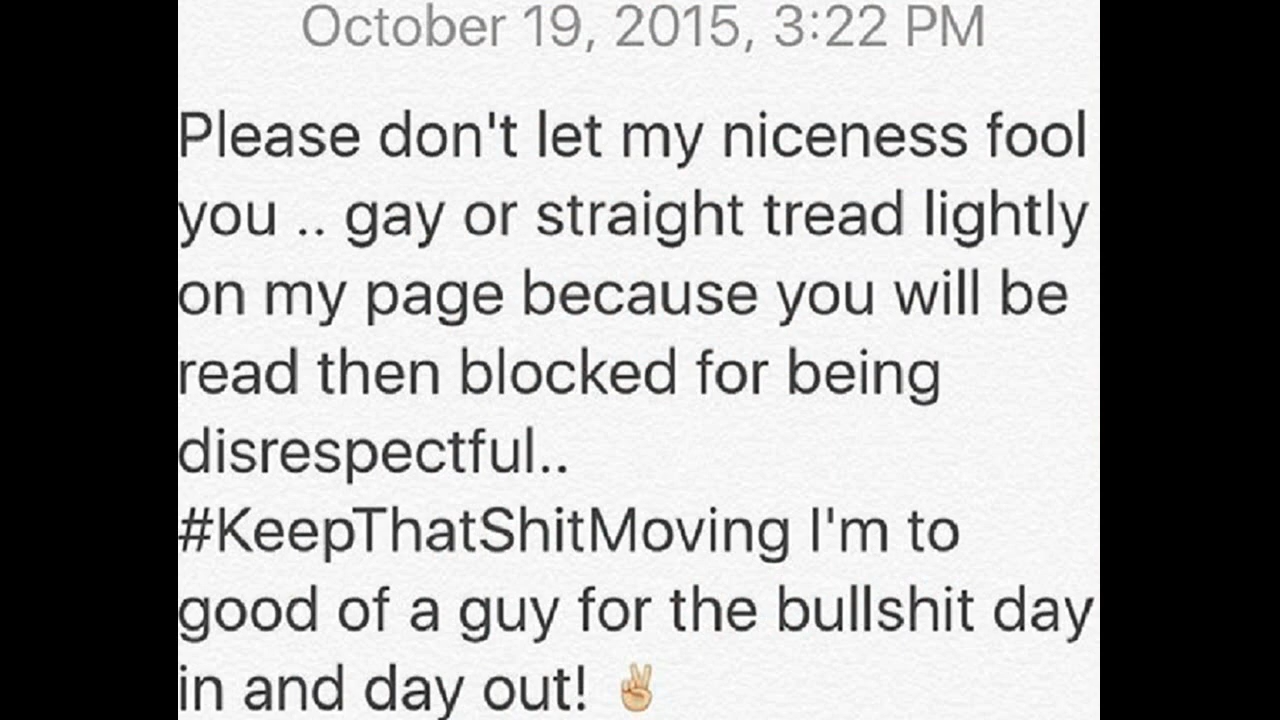 October 19, 2015, 3:22 PM
Please don't let my niceness fool
you .. gay or straight tread lightly
on my page because you will be
read then blocked for being
disrespectful..
#KeepThatShitMoving I'm to
good of a guy for the bullshit day
in and day out! ✌🏼